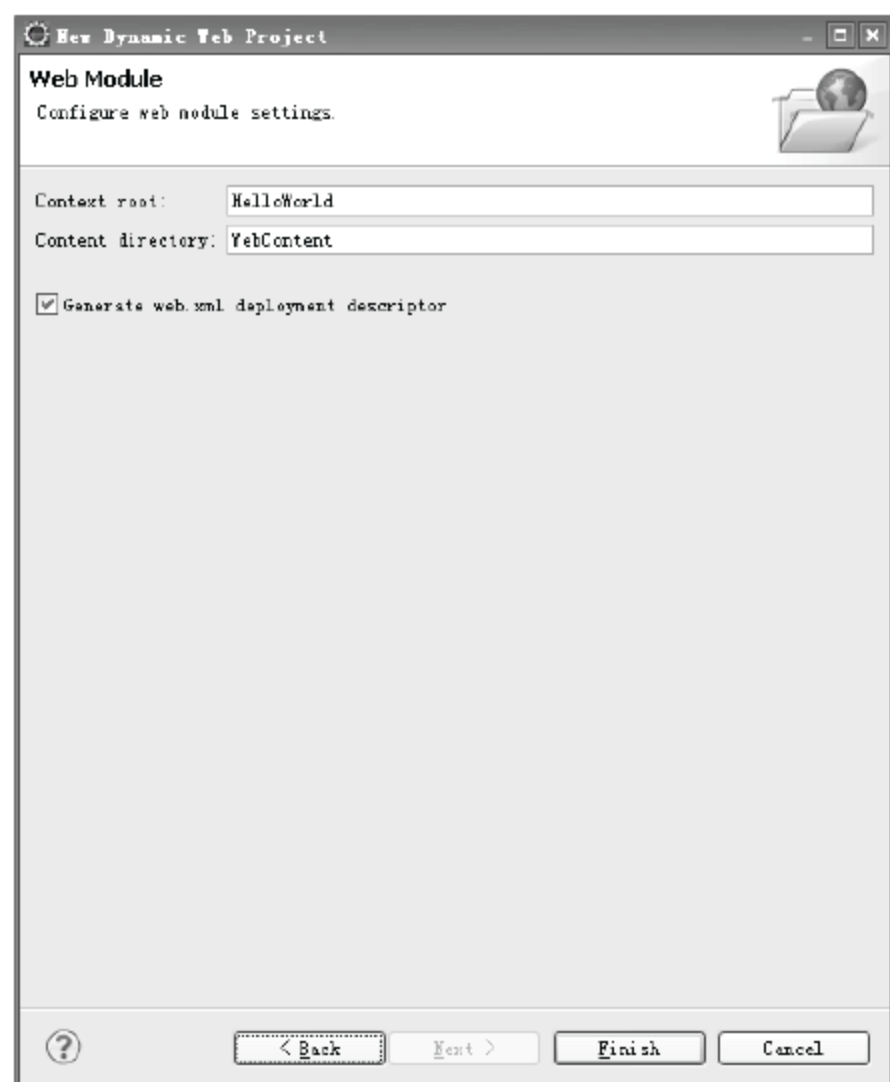 New Dynamic Web Project
Web Module
Configure web module settings.
Context root: HelloWorld
Content directory: WebContent
Generate web.xml deployment descriptor
?
< Back
Next >
Finish
Cancel